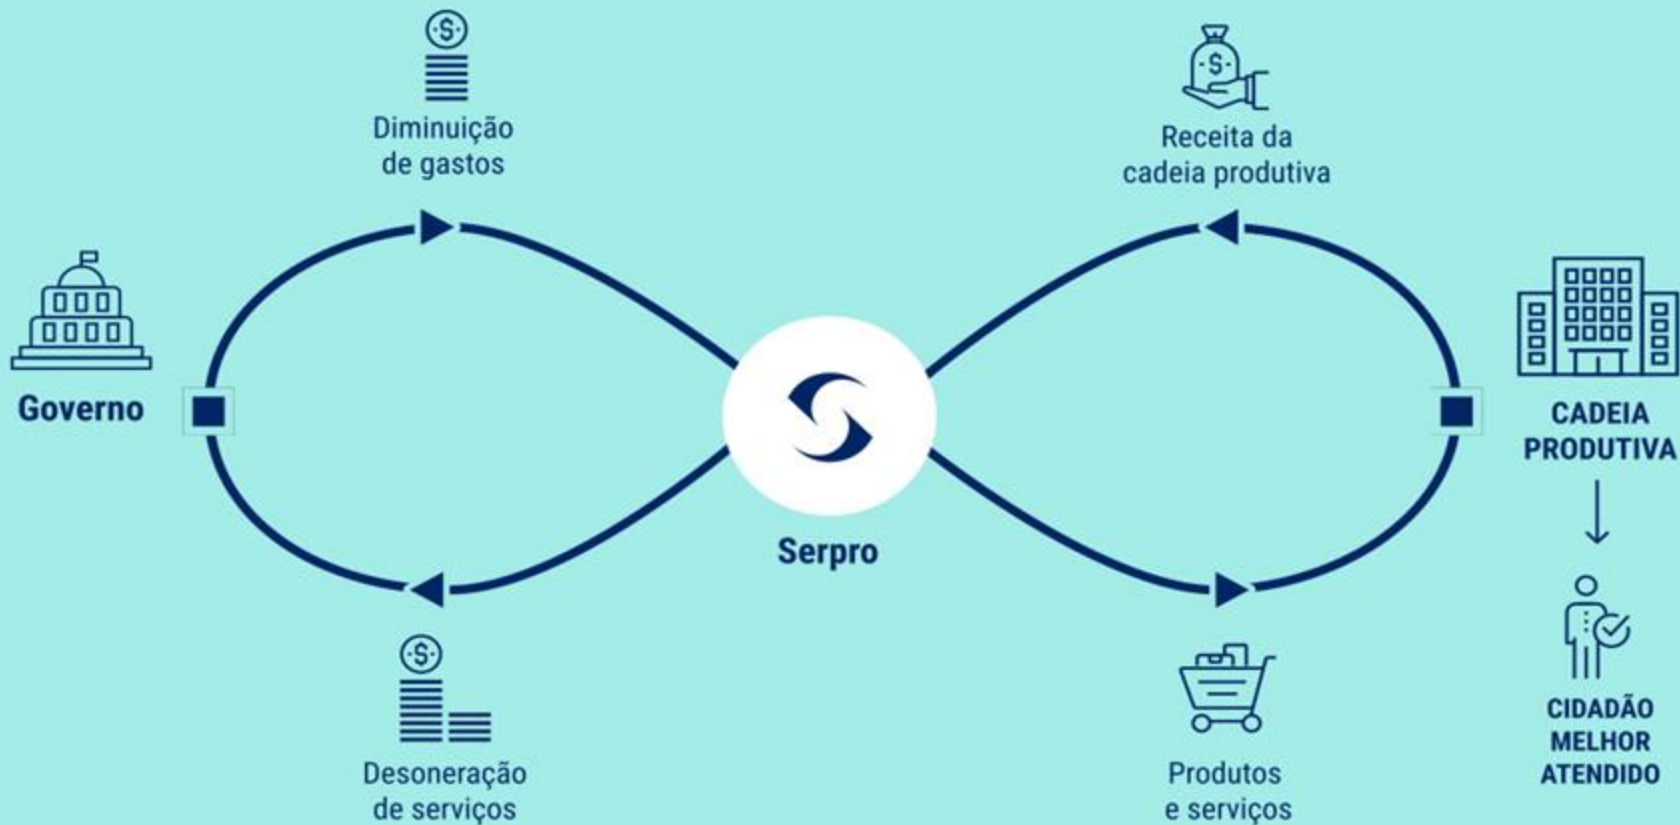 Diminuição
de gastos
Receita da
cadeia produtiva
Governo
CADEIA
PRODUTIVA
Serpro
CIDADÃO
MELHOR
ATENDIDO
Desoneração
de serviços
Produtos
e serviços